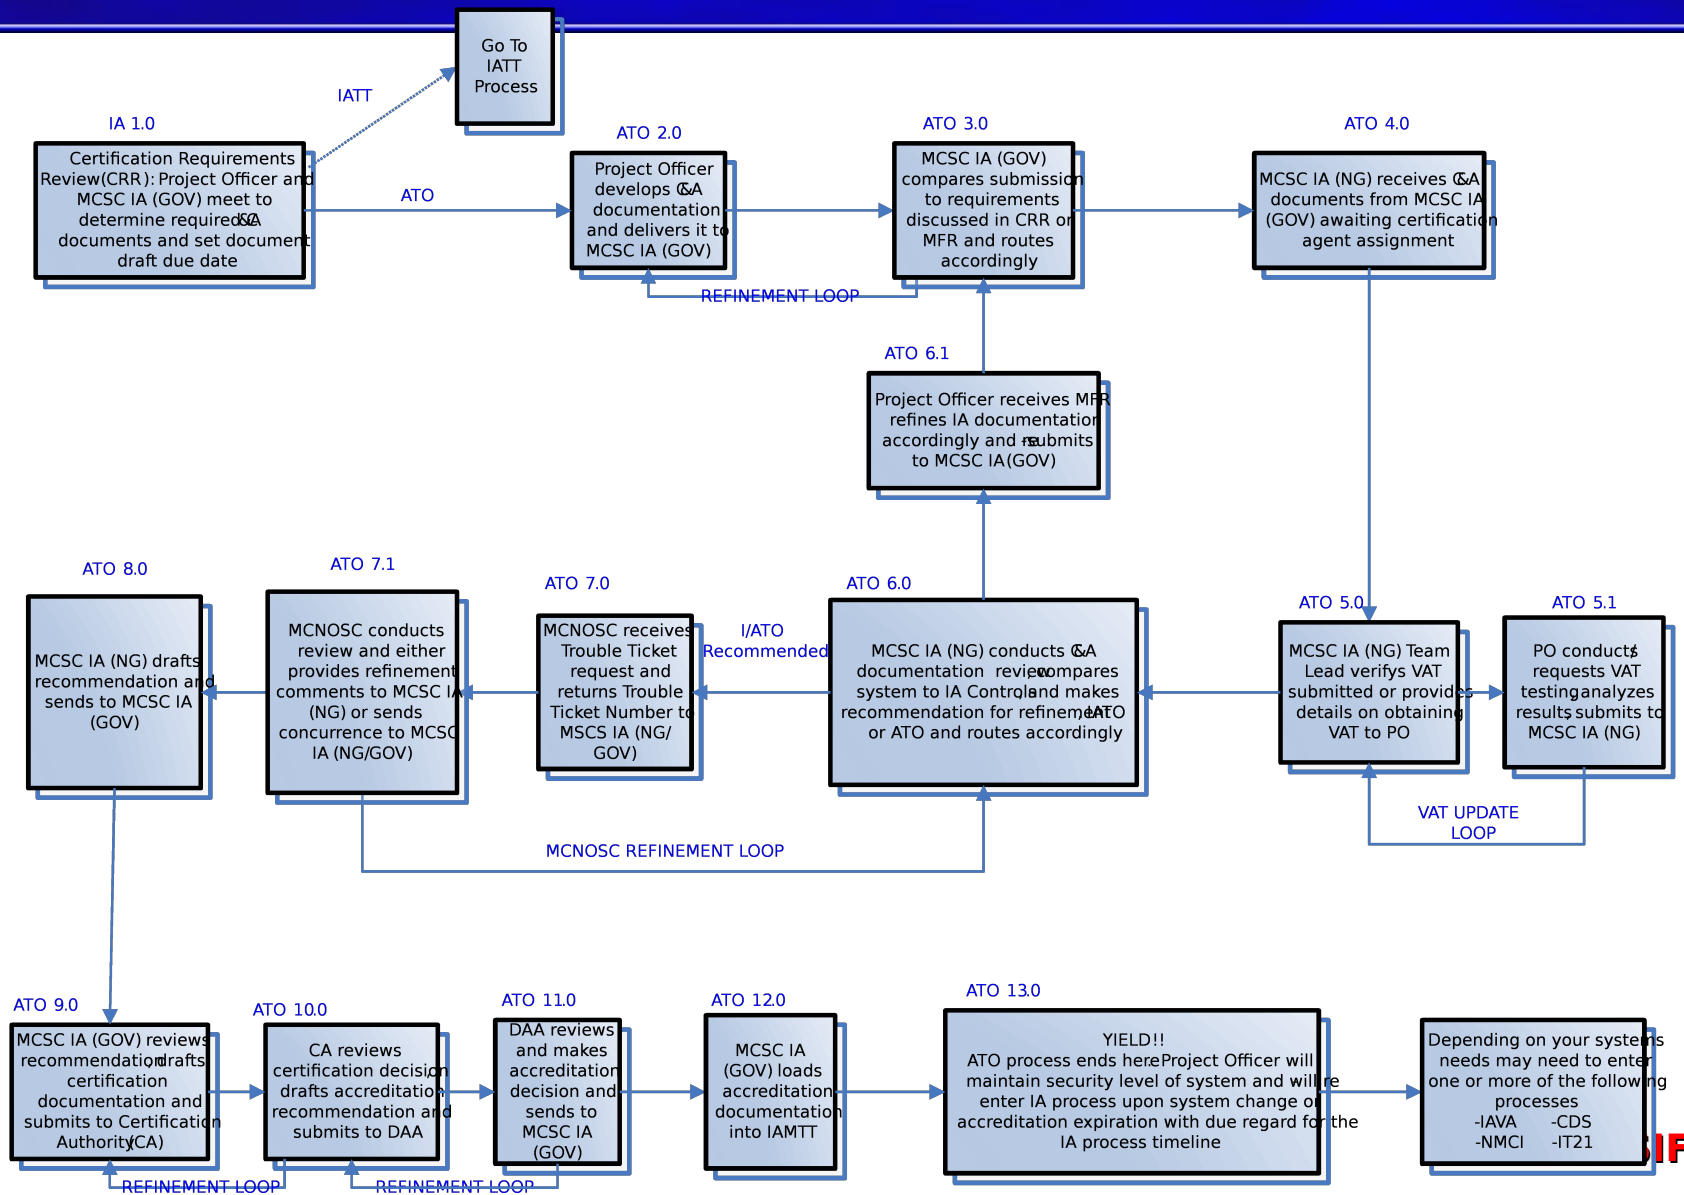 Go To
IATT
Process
IATT
IA 1.0
Certification Requirements
Review(CRR): Project Officer and
MCSC IA (GOV) meet to
determine required C&A
documents and set document
draft due date
ATO
ATO 2.0
Project Officer
develops C&A
documentation
and delivers it to
MCSC IA (GOV)
ATO 3.0
MCSC IA (GOV)
compares submission
to requirements
discussed in CRR or
MFR and routes
accordingly
REFINEMENT LOOP
ATO 4.0
MCSC IA (NG) receives C&A
documents from MCSC IA
(GOV) awaiting certification
agent assignment
ATO 6.1
Project Officer receives MFR
refines IA documentation
accordingly and re-submits
to MCSC IA (GOV)
ATO 8.0
MCSC IA (NG) drafts
recommendation and
sends to MCSC IA
(GOV)
ATO 7.1
MCNOSC conducts
review and either
provides refinement
comments to MCSC IA
(NG) or sends
concurrence to MCSC
IA (NG/GOV)
ATO 7.0
MCNOSC receives
Trouble Ticket
request and
returns Trouble
Ticket Number to
MSCS IA (NG/
GOV)
I/ATO
Recommended
ATO 6.0
MCSC IA (NG) conducts C&A
documentation review, compares
system to IA Controls, and makes
recommendation for refinement, IATO
or ATO and routes accordingly
ATO 5.0
MCSC IA (NG) Team
Lead verifys VAT
submitted or provides
details on obtaining
VAT to PO
ATO 5.1
PO conducts/
requests VAT
testing, analyzes
results, submits to
MCSC IA (NG)
VAT UPDATE
LOOP
MCNOSC REFINEMENT LOOP
ATO 9.0
MCSC IA (GOV) reviews
recommendation, drafts
certification
documentation and
submits to Certification
Authority (CA)
REFINEMENT LOOP
ATO 10.0
CA reviews
certification decision,
drafts accreditation
recommendation and
submits to DAA
REFINEMENT LOOP
ATO 11.0
DAA reviews
and makes
accreditation
decision and
sends to
MCSC IA
(GOV)
ATO 12.0
MCSC IA
(GOV) loads
accreditation
documentation
into IAMTT
ATO 13.0
YIELD!!
ATO process ends here. Project Officer will
maintain security level of system and will re-
enter IA process upon system change or
accreditation expiration with due regard for the
IA process timeline
Depending on your systems
needs may need to enter
one or more of the following
processes
-IAVA -CDS
-NMCI -IT21